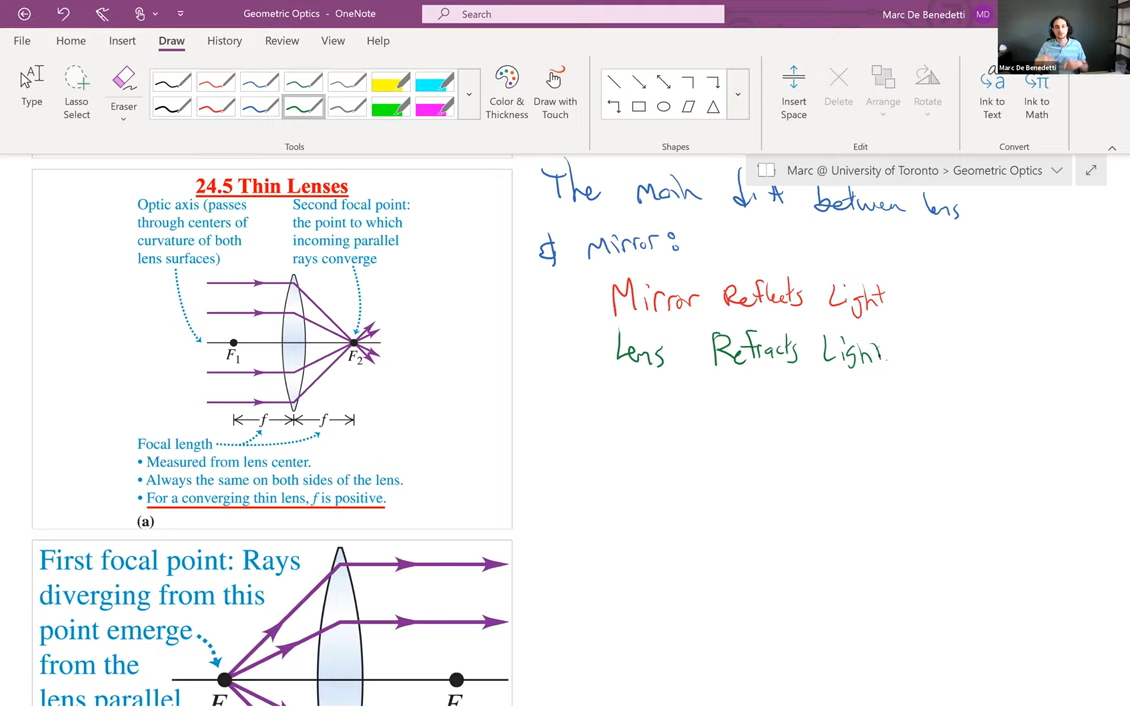 Geometric Optics - OneNote
Search
Marc De Benedetti
MD
File
Home
Insert
Draw
History
Review
View
Help
Type
Lasso Select
Eraser
Color & Thickness
Draw with Touch
Insert Space
Delete
Arrange
Rotate
Ink to Text
Ink to Math
Tools
Shapes
Edit
Convert
Marc De Benedetti
Marc @ University of Toronto > Geometric Optics
24.5 Thin Lenses
Optic axis (passes
through centers of
curvature of both
lens surfaces)
Second focal point:
the point to which
incoming parallel
rays converge
F1
F2
f
f
Focal length
• Measured from lens center.
• Always the same on both sides of the lens.
• For a converging thin lens, f is positive.
(a)
First focal point: Rays
diverging from this
point emerge
from the
lens parallel
The main diff between lens
& mirror:
Mirror Reflects Light
Lens Refracts Light.